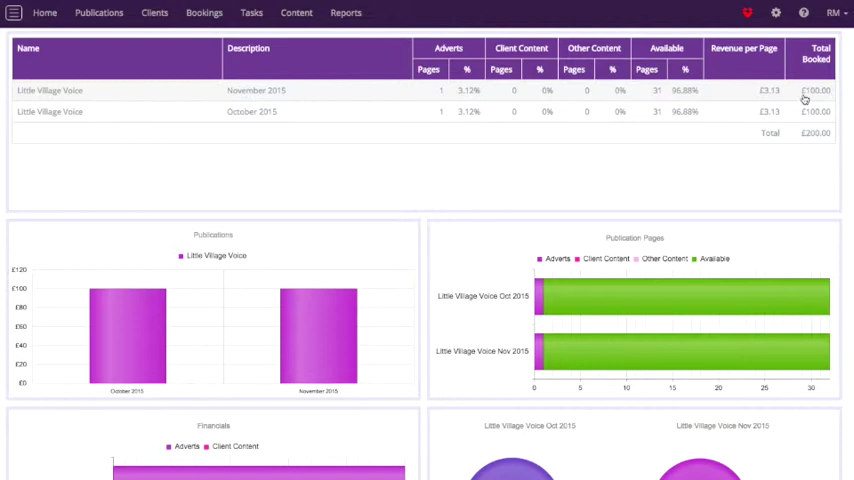 Home Publications Clients Bookings Tasks Content Reports RM
Name Description Adverts Client Content Other Content Available Revenue per Page Total Booked
Pages % Pages % Pages % Pages %
Little Village Voice November 2015 1 3.12% 0 0% 0 0% 31 96.88% £3.13 £100.00
Little Village Voice October 2015 1 3.12% 0 0% 0 0% 31 96.88% £3.13 £100.00
Total £200.00
Publications
Little Village Voice
£120
£100
£80
£60
£40
£20
£0
October 2015 November 2015
Publication Pages
Adverts Client Content Other Content Available
Little Village Voice Oct 2015
Little Village Voice Nov 2015
0 5 10 15 20 25 30
Financials
Adverts Client Content
Little Village Voice Oct 2015 Little Village Voice Nov 2015